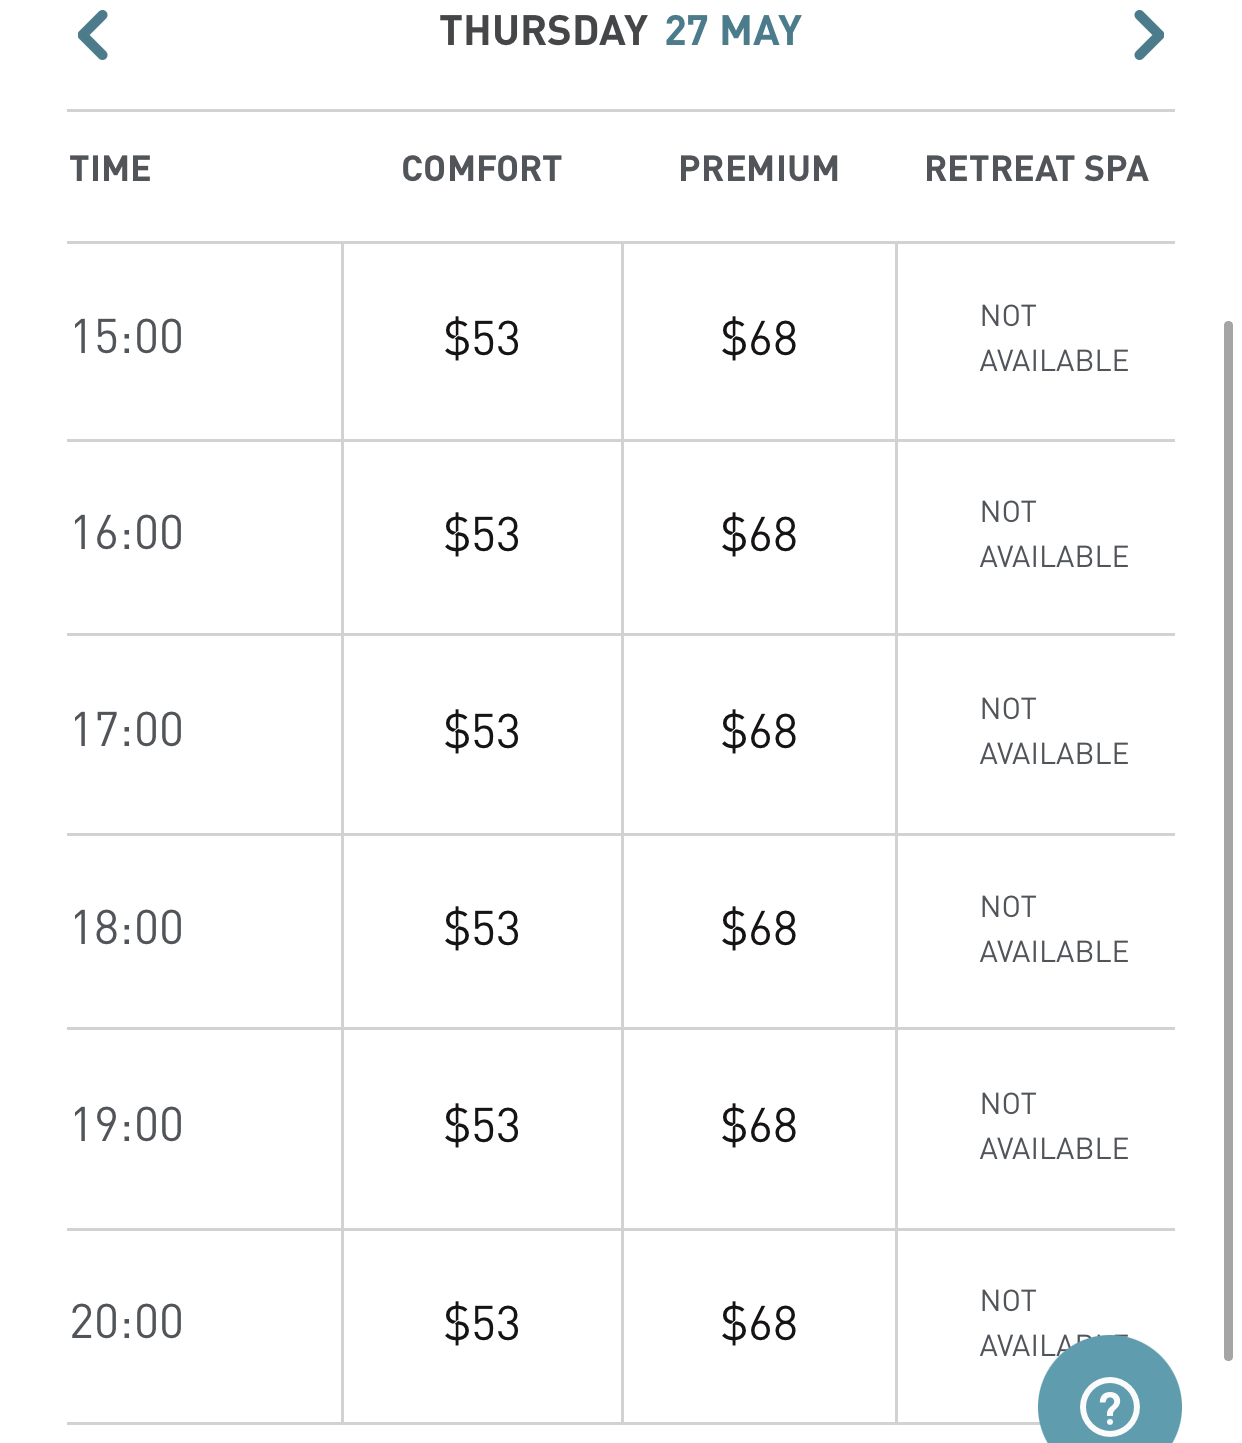 THURSDAY 27 MAY
TIME COMFORT PREMIUM RETREAT SPA
15:00 $53 $68 NOT
AVAILABLE
16:00 $53 $68 NOT
AVAILABLE
17:00 $53 $68 NOT
AVAILABLE
18:00 $53 $68 NOT
AVAILABLE
19:00 $53 $68 NOT
AVAILABLE
20:00 $53 $68 NOT
AVAILABLE
?